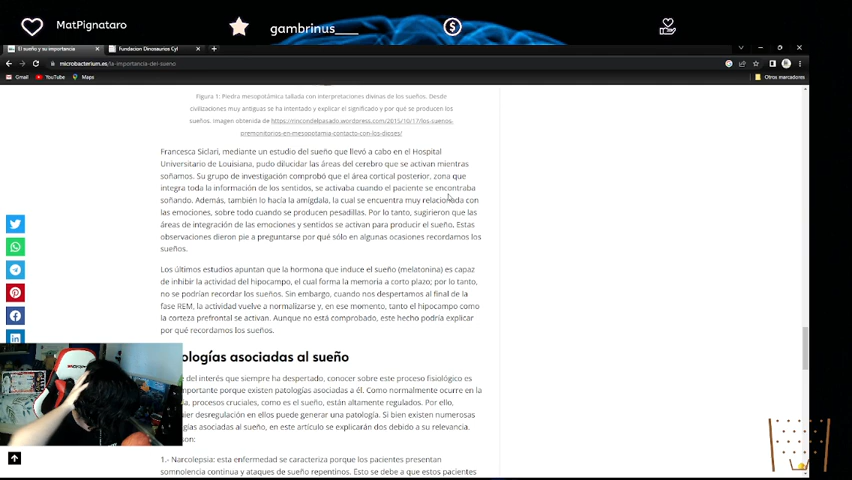 MatPignataro
gambrinus____
El sueño y su importancia
Fundacion Dinosaurios Cyl
microbacterium.es/la-importancia-del-sueno
Gmail YouTube Maps
Otros marcadores
Figura 1: Piedra mesopotámica tallada con interpretaciones divinas de los sueños. Desde
civilizaciones muy antiguas se ha intentado y explicar el significado y por qué se producen los
sueños. Imagen obtenida de https://rincondelpasado.wordpress.com/2015/10/17/los-suenos-
premonitorios-en-mesopotamia-contacto-con-los-dioses/
Francesca Siclari, mediante un estudio del sueño que llevó a cabo en el Hospital
Universitario de Louisiana, pudo dilucidar las áreas del cerebro que se activan mientras
soñamos. Su grupo de investigación comprobó que el área cortical posterior, zona que
integra toda la información de los sentidos, se activaba cuando el paciente se encontraba
soñando. Además, también lo hacía la amígdala, la cual se encuentra muy relacionada con
las emociones, sobre todo cuando se producen pesadillas. Por lo tanto, sugirieron que las
áreas de integración de las emociones y sentidos se activan para producir el sueño. Estas
observaciones dieron pie a preguntarse por qué sólo en algunas ocasiones recordamos los
sueños.
Los últimos estudios apuntan que la hormona que induce el sueño (melatonina) es capaz
de inhibir la actividad del hipocampo, el cual forma la memoria a corto plazo; por lo tanto,
no se podrían recordar los sueños. Sin embargo, cuando nos despertamos al final de la
fase REM, la actividad vuelve a normalizarse y, en ese momento, tanto el hipocampo como
la corteza prefrontal se activan. Aunque no está comprobado, este hecho podría explicar
por qué recordamos los sueños.
ologías asociadas al sueño
del interés que siempre ha despertado, conocer sobre este proceso fisiológico es
mportante porque existen patologías asociadas a él. Como normalmente ocurre en la
procesos cruciales, como es el sueño, están altamente regulados. Por ello,
uier desregulación en ellos puede generar una patología. Si bien existen numerosas
gías asociadas al sueño, en este artículo se explicarán dos debido a su relevancia.
son:
1.- Narcolepsia: esta enfermedad se caracteriza porque los pacientes presentan
somnolencia continua y ataques de sueño repentinos. Esto se debe a que estos pacientes